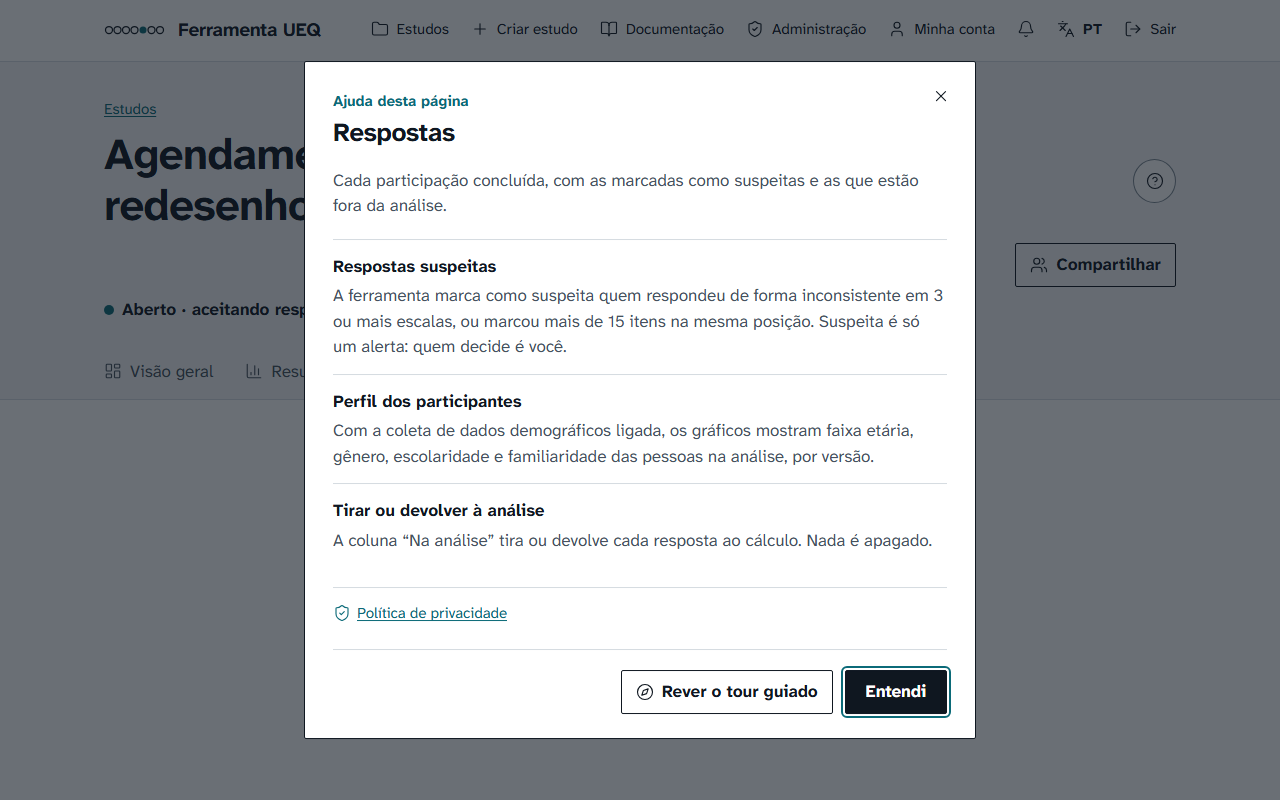 Ferramenta UEQ
Estudos
Criar estudo
Documentação
Administração
Minha conta
PT
Sair
Estudos
Agendame
redesenho
Compartilhar
Aberto · aceitando resp
Visão geral
Resu
Ajuda desta página
Respostas
Cada participação concluída, com as marcadas como suspeitas e as que estão
fora da análise.
Respostas suspeitas
A ferramenta marca como suspeita quem respondeu de forma inconsistente em 3
ou mais escalas, ou marcou mais de 15 itens na mesma posição. Suspeita é só
um alerta: quem decide é você.
Perfil dos participantes
Com a coleta de dados demográficos ligada, os gráficos mostram faixa etária,
gênero, escolaridade e familiaridade das pessoas na análise, por versão.
Tirar ou devolver à análise
A coluna “Na análise” tira ou devolve cada resposta ao cálculo. Nada é apagado.
Política de privacidade
Rever o tour guiado
Entendi